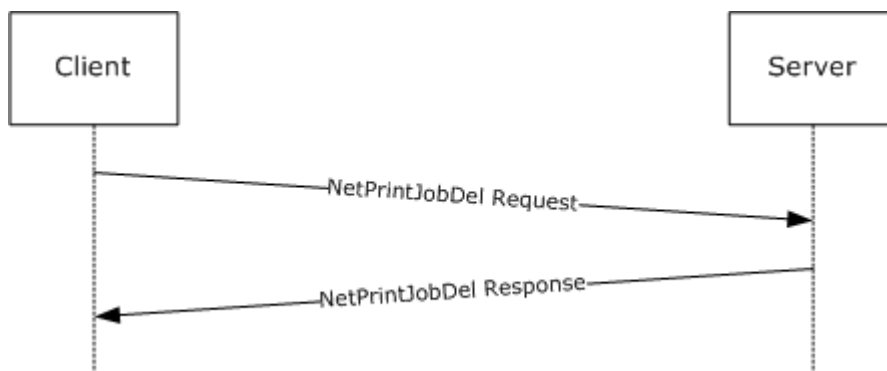 Client
Server
NetPrintJobDel Request
NetPrintJobDel Response